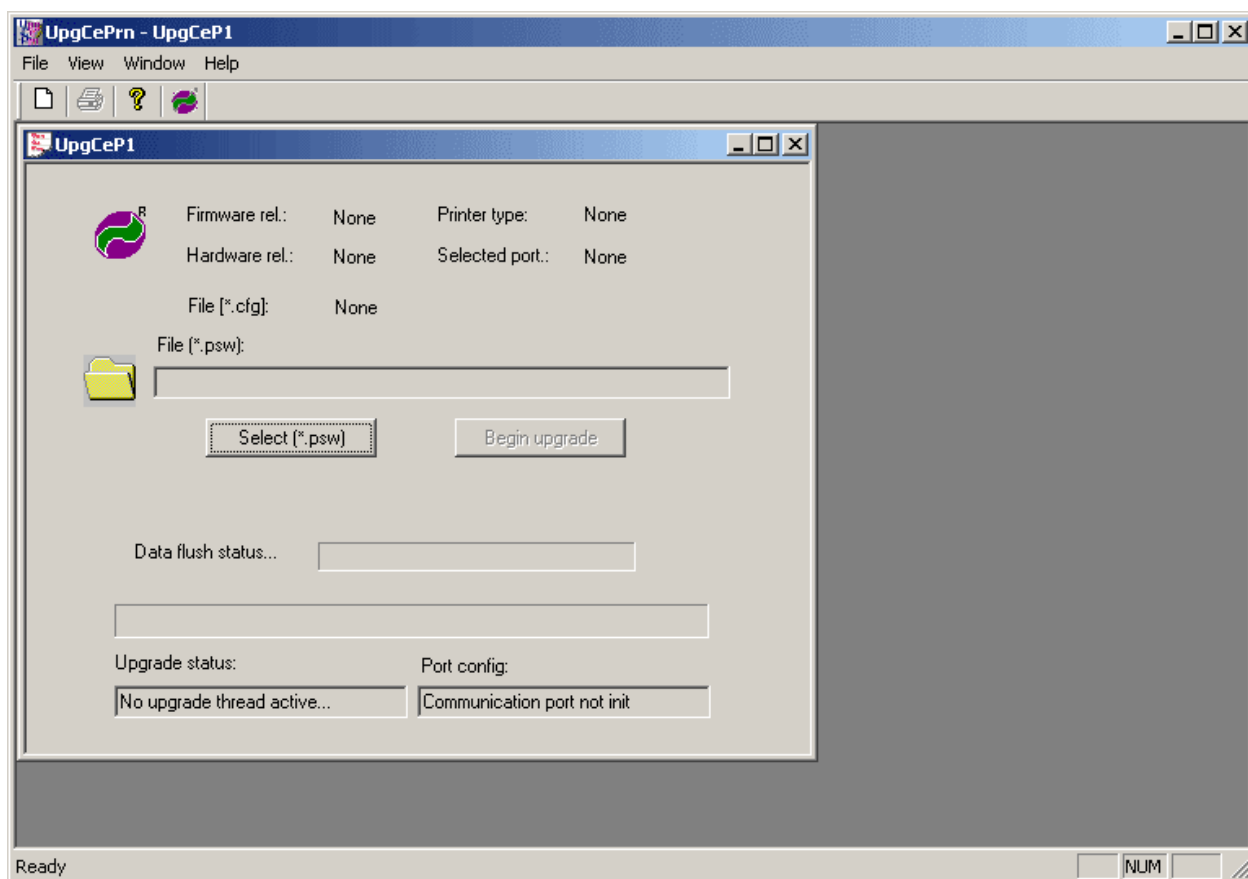 UpgCePrn - UpgCeP1
File View Window Help
UpgCeP1
R
Firmware rel.: None Printer type: None
Hardware rel.: None Selected port.: None
File [*.cfg]: None
File (*.psw):
Select (*.psw) Begin upgrade
Data flush status...
Upgrade status: Port config:
No upgrade thread active... Communication port not init
Ready NUM